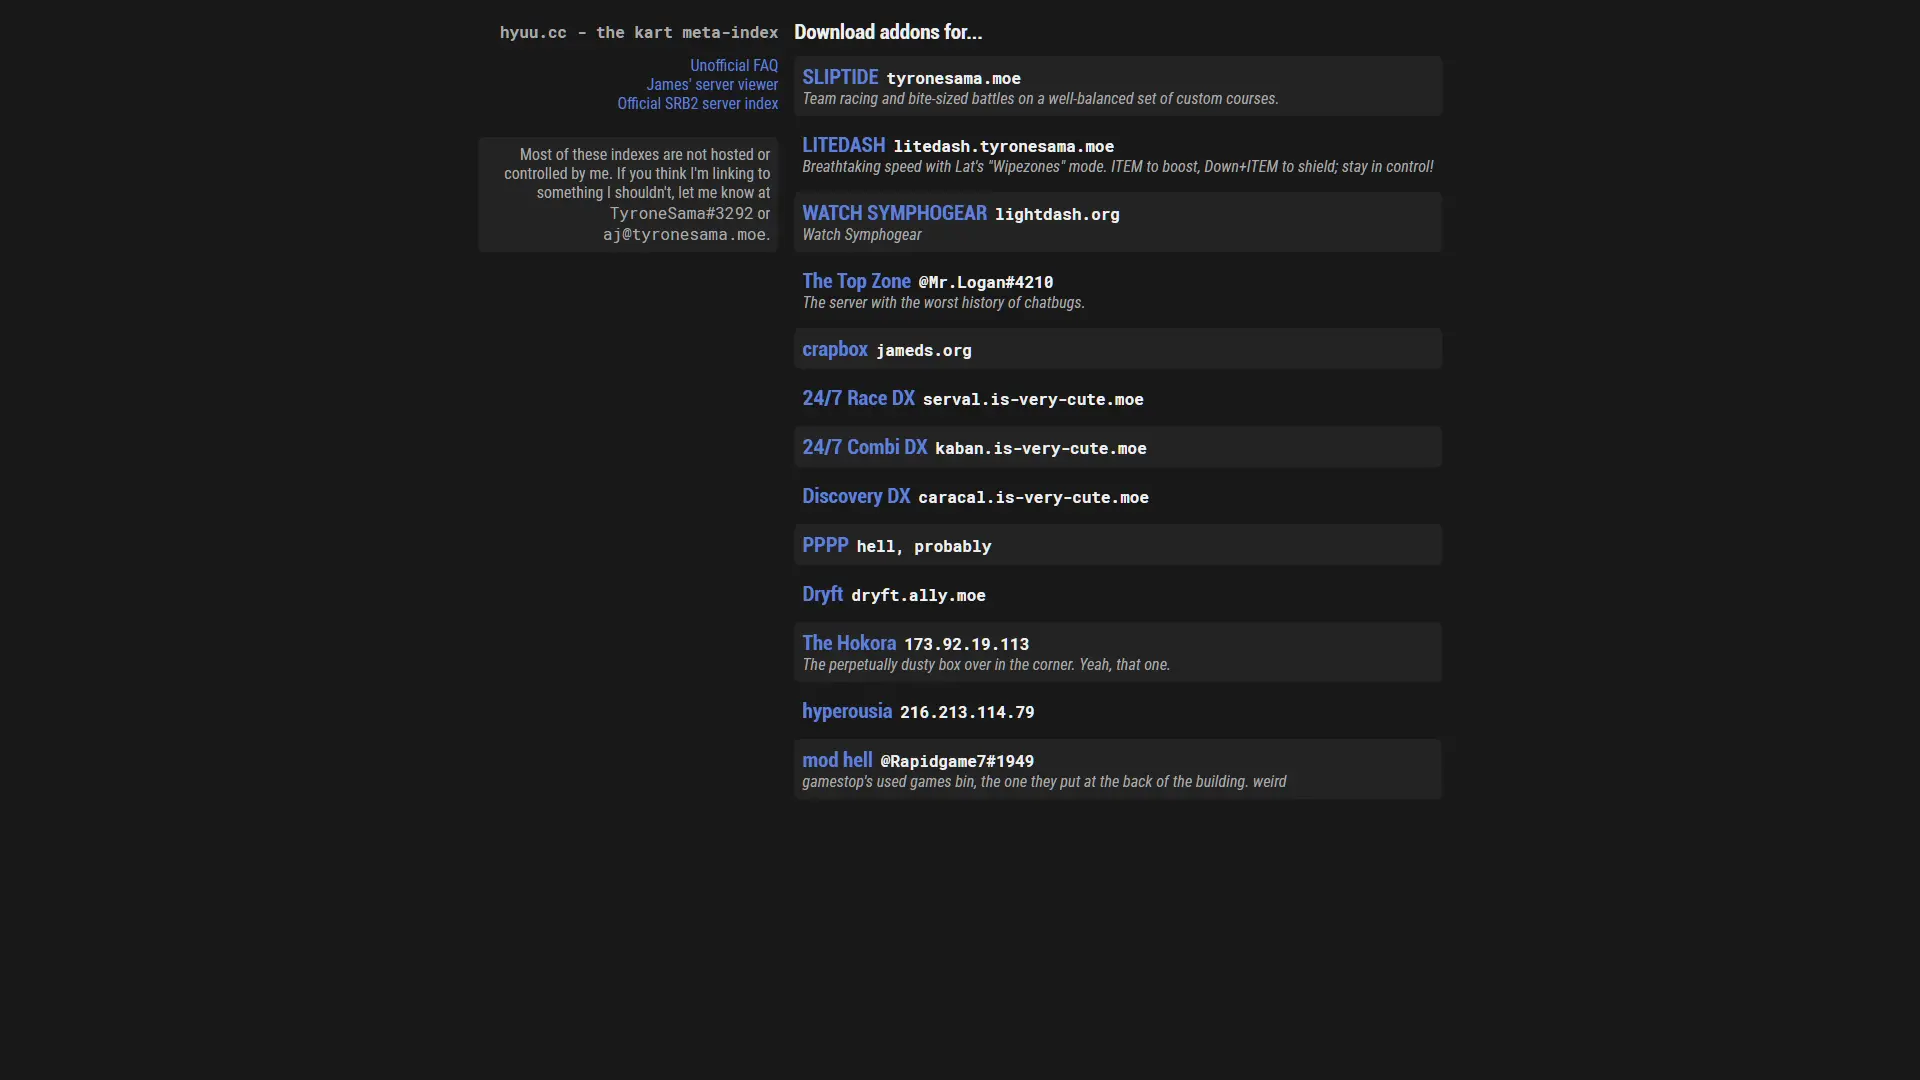 hyuu.cc - the kart meta-index
Unofficial FAQ
James' server viewer
Official SRB2 server index
Most of these indexes are not hosted or
controlled by me. If you think I'm linking to
something I shouldn't, let me know at
TyroneSama#3292 or
aj@tyronesama.moe.
Download addons for...
SLIPTIDE tyronesama.moe
Team racing and bite-sized battles on a well-balanced set of custom courses.
LITEDASH litedash.tyronesama.moe
Breathtaking speed with Lat's "Wipezones" mode. ITEM to boost, Down+ITEM to shield; stay in control!
WATCH SYMPHOGEAR lightdash.org
Watch Symphogear
The Top Zone @Mr.Logan#4210
The server with the worst history of chatbugs.
crapbox jameds.org
24/7 Race DX serval.is-very-cute.moe
24/7 Combi DX kaban.is-very-cute.moe
Discovery DX caracal.is-very-cute.moe
PPPP hell, probably
Dryft dryft.ally.moe
The Hokora 173.92.19.113
The perpetually dusty box over in the corner. Yeah, that one.
hyperousia 216.213.114.79
mod hell @Rapidgame7#1949
gamestop's used games bin, the one they put at the back of the building. weird